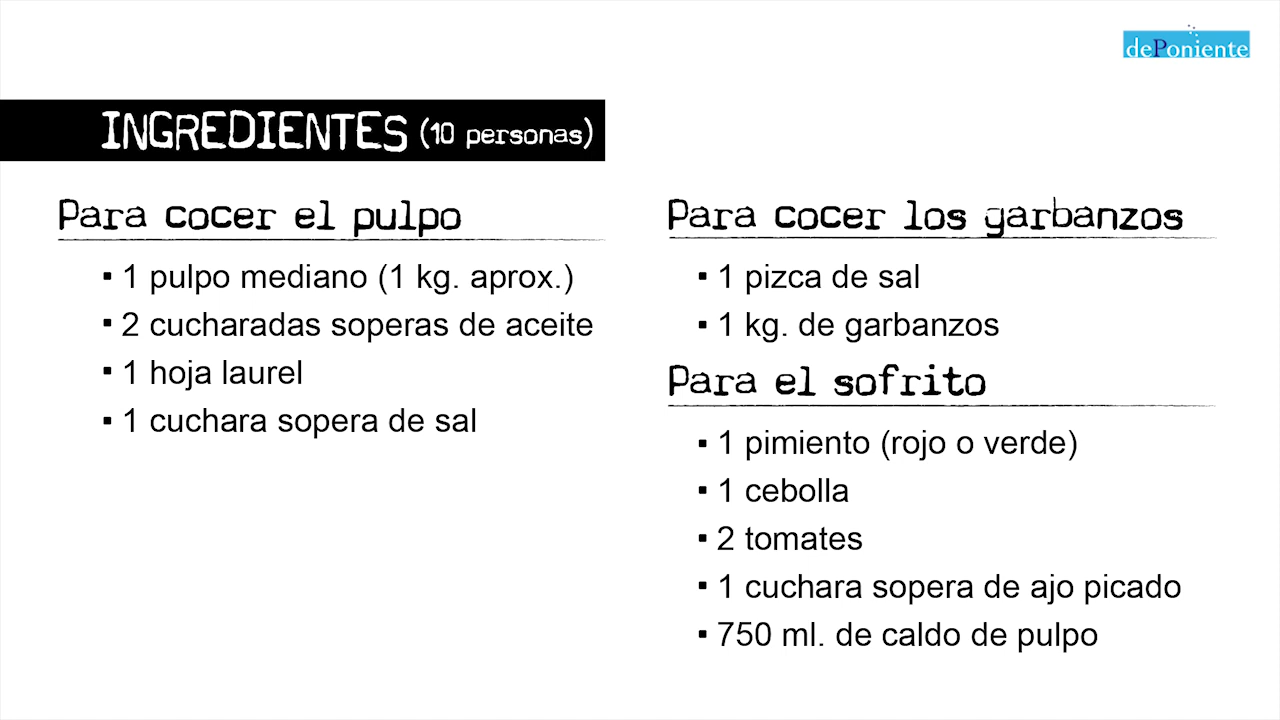 dePoniente
INGREDIENTES (10 personas)
Para cocer el pulpo
▪ 1 pulpo mediano (1 kg. aprox.)
▪ 2 cucharadas soperas de aceite
▪ 1 hoja laurel
▪ 1 cuchara sopera de sal
Para cocer los garbanzos
▪ 1 pizca de sal
▪ 1 kg. de garbanzos
Para el sofrito
▪ 1 pimiento (rojo o verde)
▪ 1 cebolla
▪ 2 tomates
▪ 1 cuchara sopera de ajo picado
▪ 750 ml. de caldo de pulpo